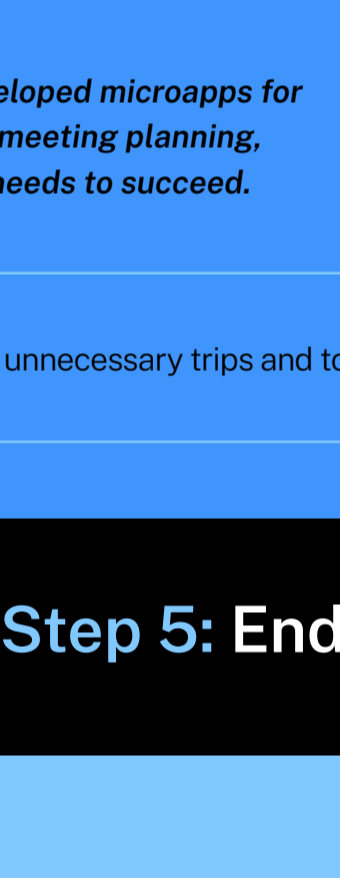 eloped microapps for
meeting planning,
needs to succeed.
unnecessary trips and to
Step 5: End